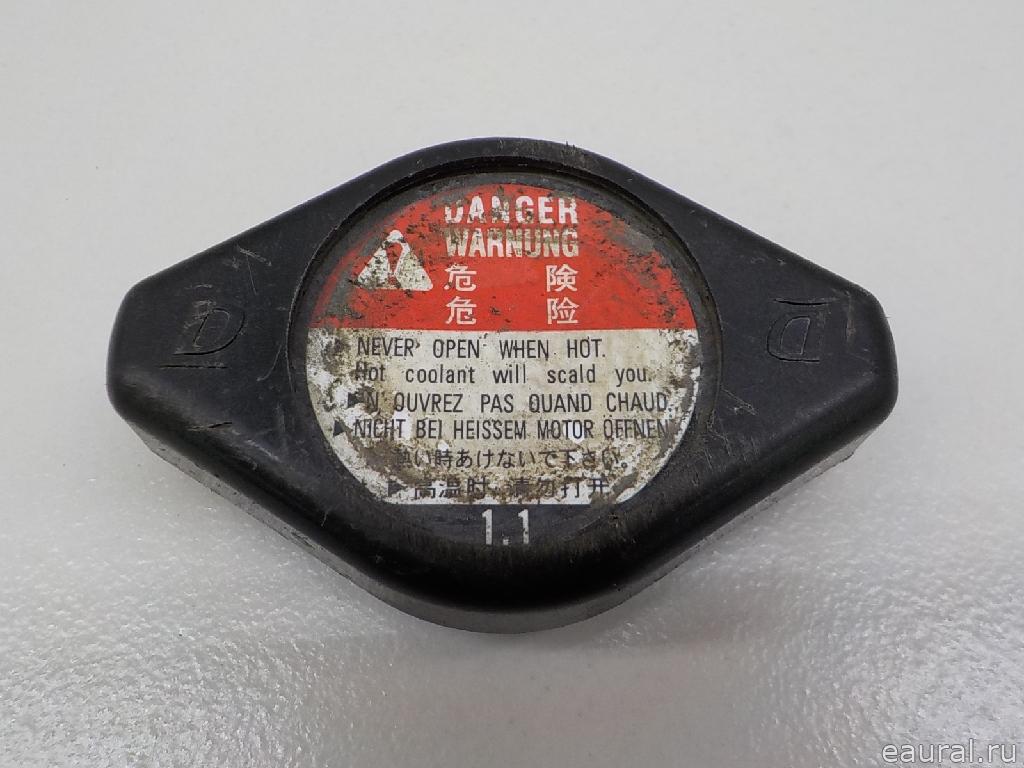 DANGER
WARNUNG
危 険
危 险
▶ NEVER OPEN WHEN HOT.
Hot coolant will scald you.
▶ N'OUVREZ PAS QUAND CHAUD.
▶ NICHT BEI HEISSEM MOTOR ÖFFNEN
熱い時あけないで下さい。
▶ 高温时 请勿打开
1.1
D
D
eaural.ru